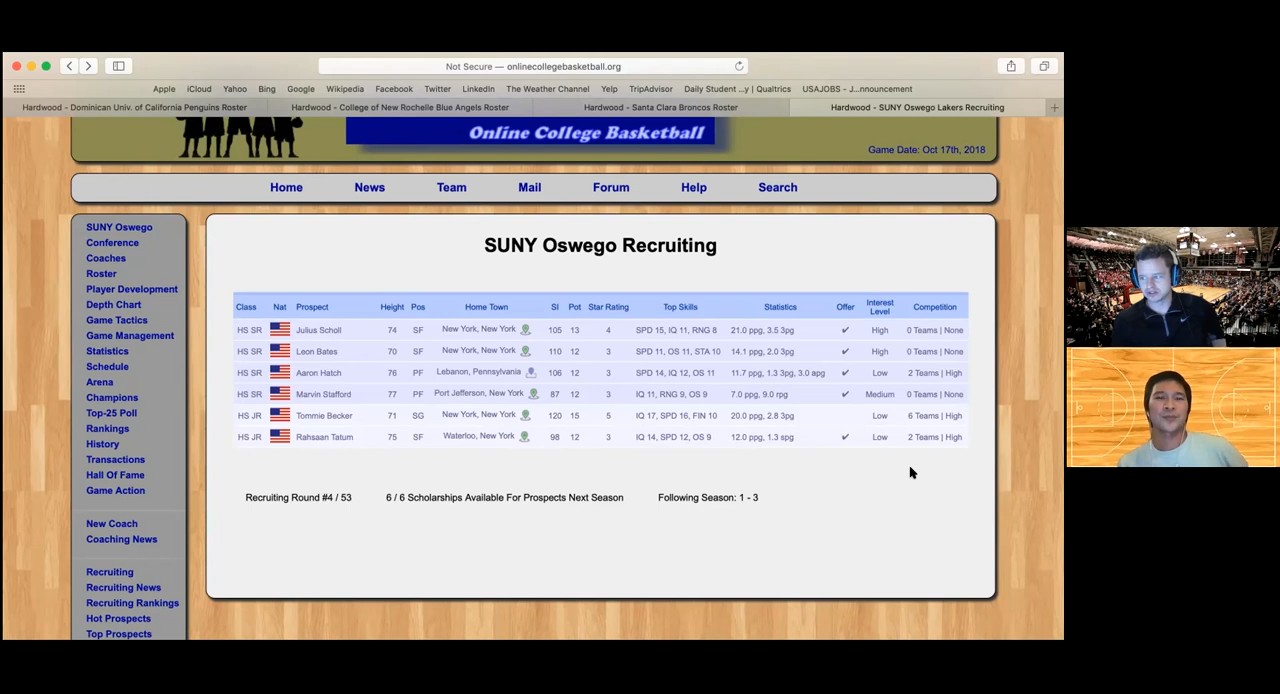 Not Secure — onlinecollegebasketball.org
Apple iCloud Yahoo Bing Google Wikipedia Facebook Twitter LinkedIn The Weather Channel Yelp TripAdvisor Daily Student ...y | Qualtrics USAJOBS - J...nnouncement
Hardwood - Dominican Univ. of California Penguins Roster Hardwood - College of New Rochelle Blue Angels Roster Hardwood - Santa Clara Broncos Roster Hardwood - SUNY Oswego Lakers Recruiting
Online College Basketball
Game Date: Oct 17th, 2018
Home News Team Mail Forum Help Search
SUNY Oswego
Conference
Coaches
Roster
Player Development
Depth Chart
Game Tactics
Game Management
Statistics
Schedule
Arena
Champions
Top-25 Poll
Rankings
History
Transactions
Hall Of Fame
Game Action
New Coach
Coaching News
Recruiting
Recruiting News
Recruiting Rankings
Hot Prospects
Top Prospects
SUNY Oswego Recruiting
Class Nat Prospect Height Pos Home Town SI Pot Star Rating Top Skills Statistics Offer Interest Level Competition
HS SR Julius Scholl 74 SF New York, New York 105 13 4 SPD 15, IQ 11, RNG 8 21.0 ppg, 3.5 3pg ✔ High 0 Teams | None
HS SR Leon Bates 70 SF New York, New York 110 12 3 SPD 11, OS 11, STA 10 14.1 ppg, 2.0 3pg ✔ High 0 Teams | None
HS SR Aaron Hatch 76 PF Lebanon, Pennsylvania 106 12 3 SPD 14, IQ 12, OS 11 11.7 ppg, 1.3 3pg, 3.0 apg ✔ Low 2 Teams | High
HS SR Marvin Stafford 77 PF Port Jefferson, New York 87 12 3 IQ 11, RNG 9, OS 9 7.0 ppg, 9.0 rpg ✔ Medium 0 Teams | None
HS JR Tommie Becker 71 SG New York, New York 120 15 5 IQ 17, SPD 16, FIN 10 20.0 ppg, 2.8 3pg Low 6 Teams | High
HS JR Rahsaan Tatum 75 SF Waterloo, New York 98 12 3 IQ 14, SPD 12, OS 9 12.0 ppg, 1.3 spg ✔ Low 2 Teams | High
Recruiting Round #4 / 53 6 / 6 Scholarships Available For Prospects Next Season Following Season: 1 - 3